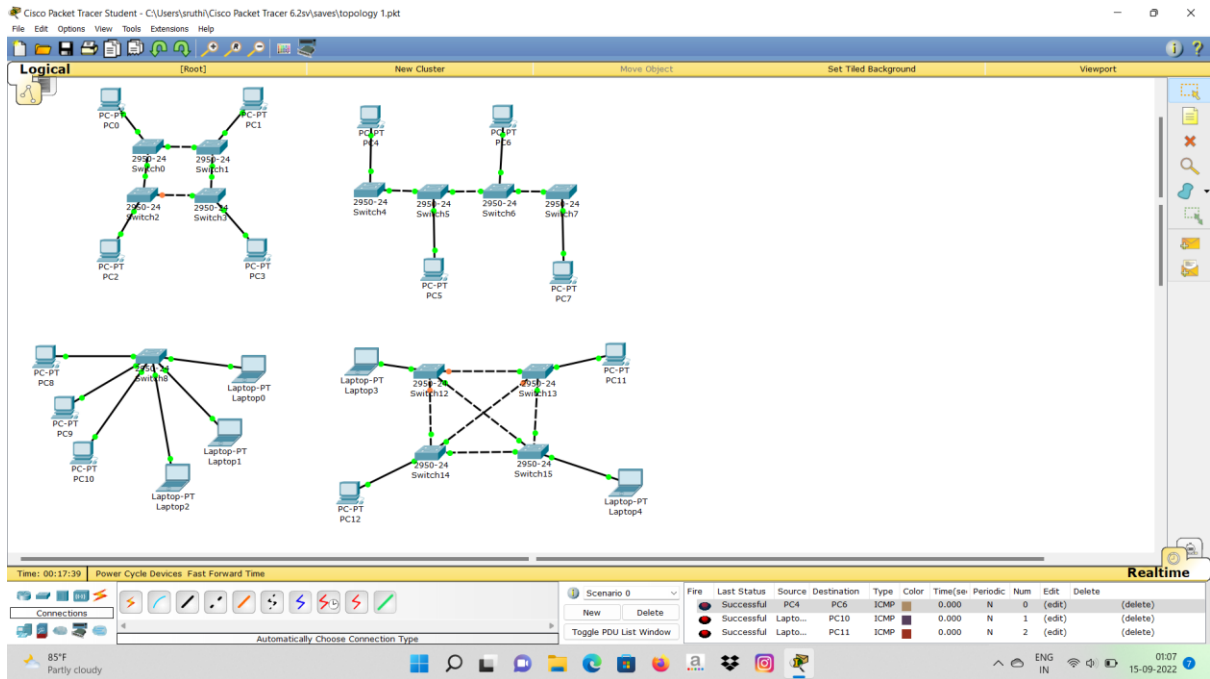 Cisco Packet Tracer Student - C:\Users\sruthi\Cisco Packet Tracer 6.2sv\saves\topology 1.pkt
File Edit Options View Tools Extensions Help
Logical [Root] New Cluster Move Object Set Tiled Background Viewport
PC-PT
PC0
PC-PT
PC1
2950-24
Switch0
2950-24
Switch1
2950-24
Switch2
2950-24
Switch3
PC-PT
PC2
PC-PT
PC3
PC-PT
PC4
PC-PT
PC6
2950-24
Switch4
2950-24
Switch5
2950-24
Switch6
2950-24
Switch7
PC-PT
PC5
PC-PT
PC7
PC-PT
PC8
2950-24
Switch8
Laptop-PT
Laptop0
PC-PT
PC9
Laptop-PT
Laptop1
PC-PT
PC10
Laptop-PT
Laptop2
Laptop-PT
Laptop3
2950-24
Switch12
2950-24
Switch13
PC-PT
PC11
2950-24
Switch14
2950-24
Switch15
PC-PT
PC12
Laptop-PT
Laptop4
Time: 00:17:39 Power Cycle Devices Fast Forward Time Realtime
Connections
Automatically Choose Connection Type
Scenario 0
New Delete
Toggle PDU List Window
Fire Last Status Source Destination Type Color Time(se Periodic Num Edit Delete
Successful PC4 PC6 ICMP 0.000 N 0 (edit) (delete)
Successful Lapto... PC10 ICMP 0.000 N 1 (edit) (delete)
Successful Lapto... PC11 ICMP 0.000 N 2 (edit) (delete)
85°F
Partly cloudy
ENG
IN
01:07
15-09-2022
7